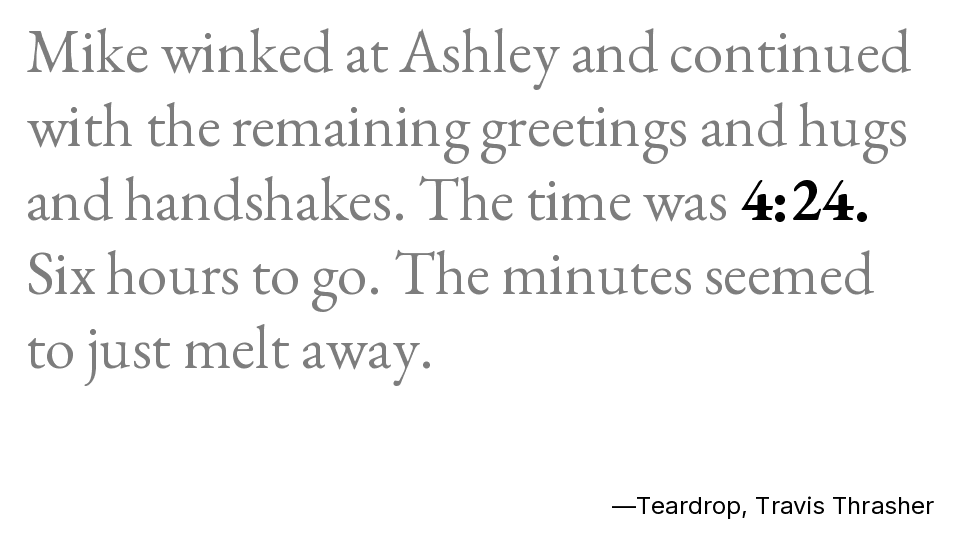 Mike winked at Ashley and continued
with the remaining greetings and hugs
and handshakes. The time was 4:24.
Six hours to go. The minutes seemed
to just melt away.
—Teardrop, Travis Thrasher